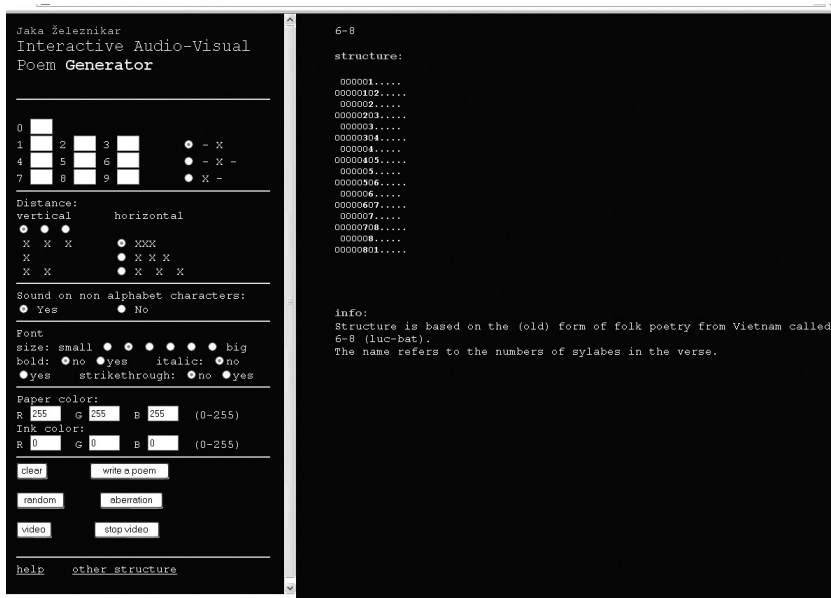 Jaka Železnikar
Interactive Audio-Visual
Poem Generator
0
1 2 3 - X
4 5 6 - X -
7 8 9 X -
Distance:
vertical horizontal
X X X XXX
X X X X
X X X X X
Sound on non alphabet characters:
Yes No
Font
size: small big
bold: no yes italic: no
yes strikethrough: no yes
Paper color:
R 255 G 255 B 255 (0-255)
Ink color:
R 0 G 0 B 0 (0-255)
clear write a poem
random aberration
video stop video
help other structure
6-8
structure:
000001.....
00000102.....
000002.....
00000203.....
000003.....
00000304.....
000004.....
00000405.....
000005.....
00000506.....
000006.....
00000607.....
000007.....
00000708.....
000008.....
00000801.....
info:
Structure is based on the (old) form of folk poetry from Vietnam called
6-8 (luc-bat).
The name refers to the numbers of sylabes in the verse.